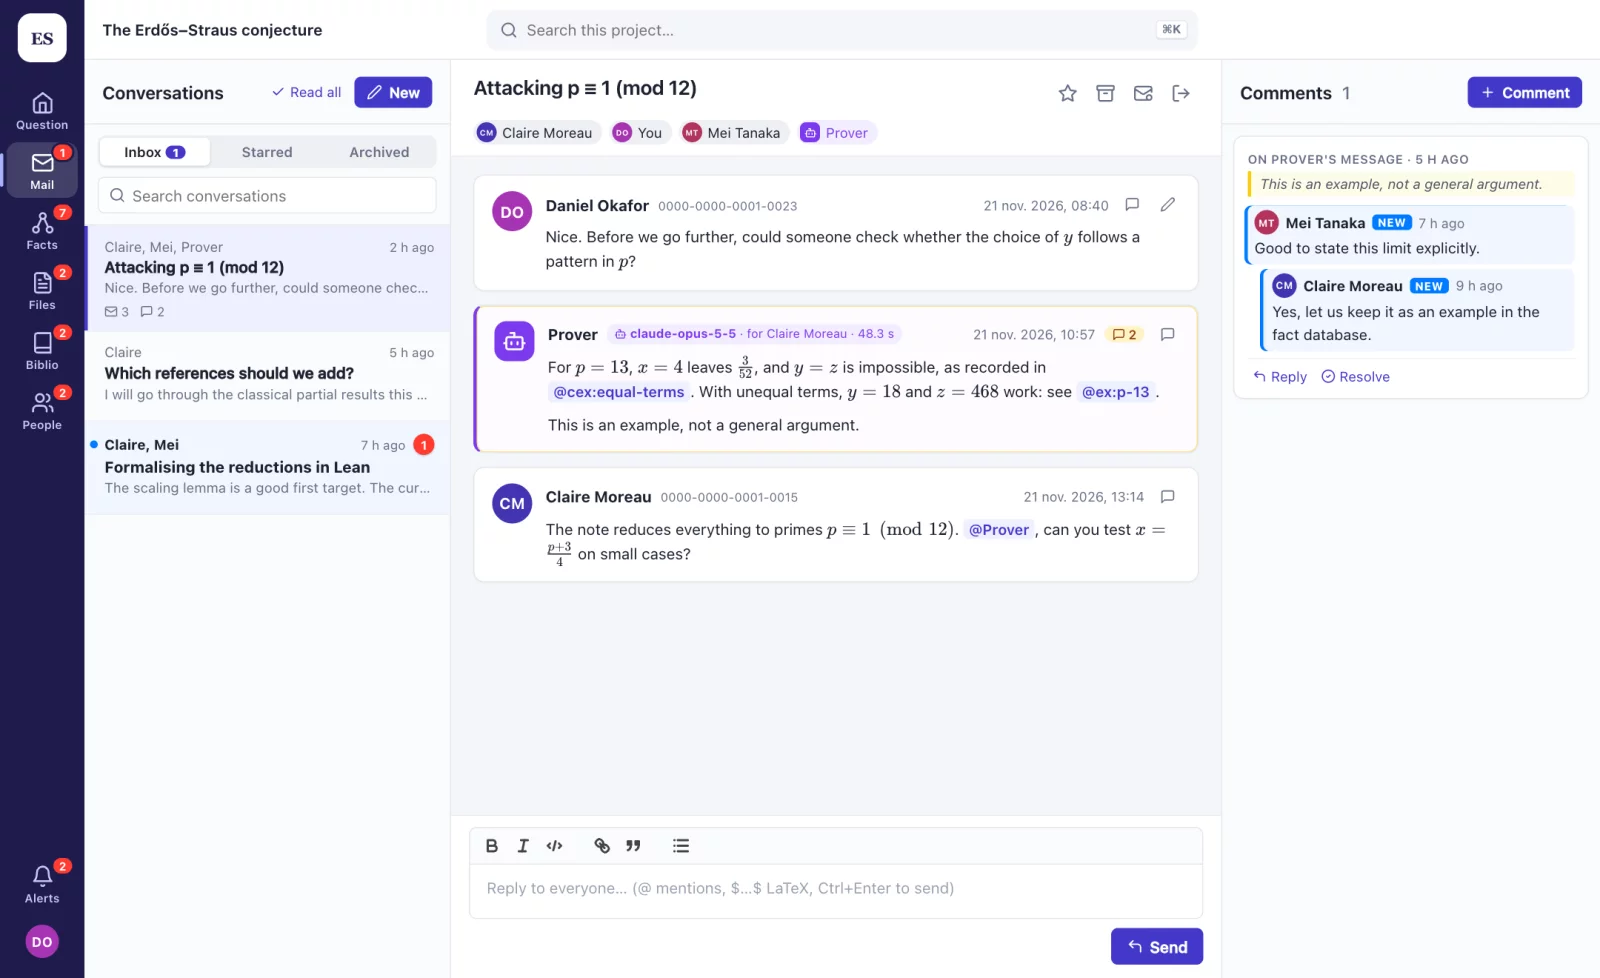 ES
Question
1
Mail
7
Facts
2
Files
2
Biblio
2
People
2
Alerts
DO
The Erdős–Straus conjecture
Search this project...
⌘K
Conversations
Read all
New
Inbox 1
Starred
Archived
Search conversations
Claire, Mei, Prover
2 h ago
Attacking p ≡ 1 (mod 12)
Nice. Before we go further, could someone chec...
3
2
Claire
5 h ago
Which references should we add?
I will go through the classical partial results this ...
Claire, Mei
7 h ago
1
Formalising the reductions in Lean
The scaling lemma is a good first target. The cur...
Attacking p ≡ 1 (mod 12)
CM Claire Moreau
DO You
MT Mei Tanaka
Prover
DO
Daniel Okafor 0000-0000-0001-0023
21 nov. 2026, 08:40
Nice. Before we go further, could someone check whether the choice of y follows a
pattern in p?
Prover claude-opus-5-5 · for Claire Moreau · 48.3 s
21 nov. 2026, 10:57
2
For p = 13, x = 4 leaves 3/52, and y = z is impossible, as recorded in
@cex:equal-terms . With unequal terms, y = 18 and z = 468 work: see @ex:p-13 .
This is an example, not a general argument.
CM
Claire Moreau 0000-0000-0001-0015
21 nov. 2026, 13:14
The note reduces everything to primes p ≡ 1 (mod 12). @Prover , can you test x =
p+3/4 on small cases?
B I </>
Reply to everyone... (@ mentions, $...$ LaTeX, Ctrl+Enter to send)
Send
Comments 1
+ Comment
ON PROVER'S MESSAGE · 5 H AGO
This is an example, not a general argument.
MT Mei Tanaka NEW 7 h ago
Good to state this limit explicitly.
CM Claire Moreau NEW 9 h ago
Yes, let us keep it as an example in the
fact database.
Reply
Resolve